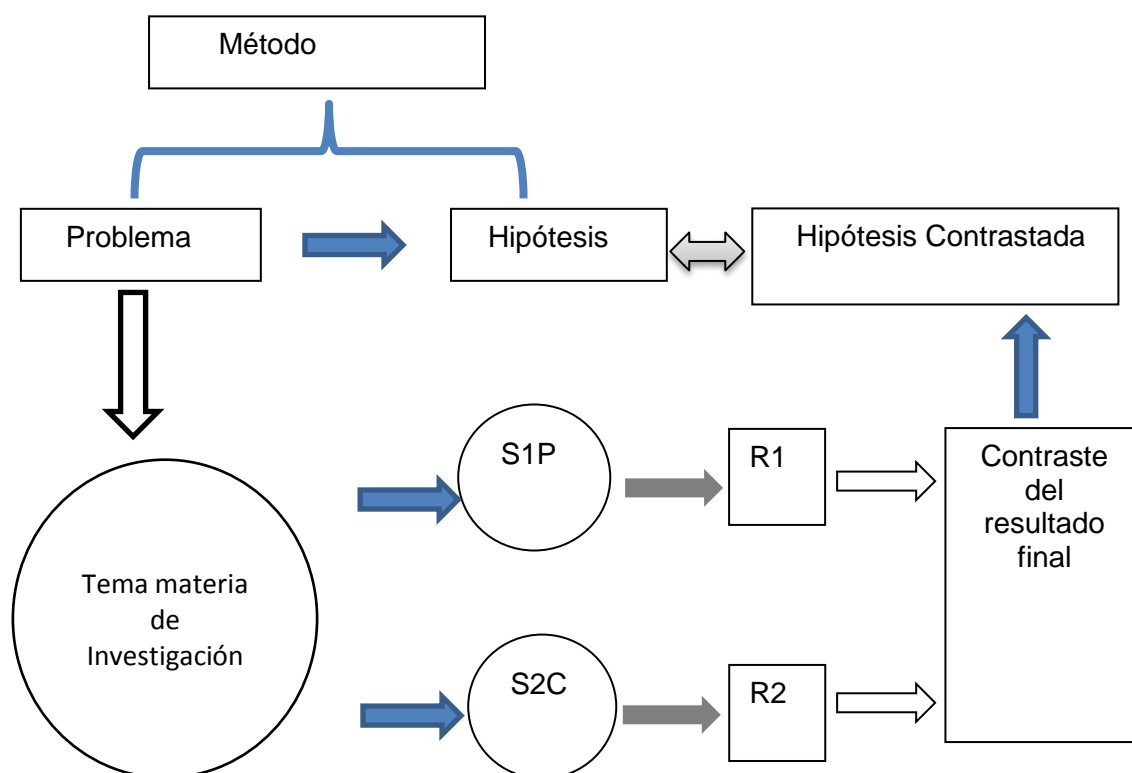 Método
Problema
Hipótesis
Hipótesis Contrastada
S1P
R1
Contraste
del
resultado
final
Tema materia
de
Investigación
S2C
R2